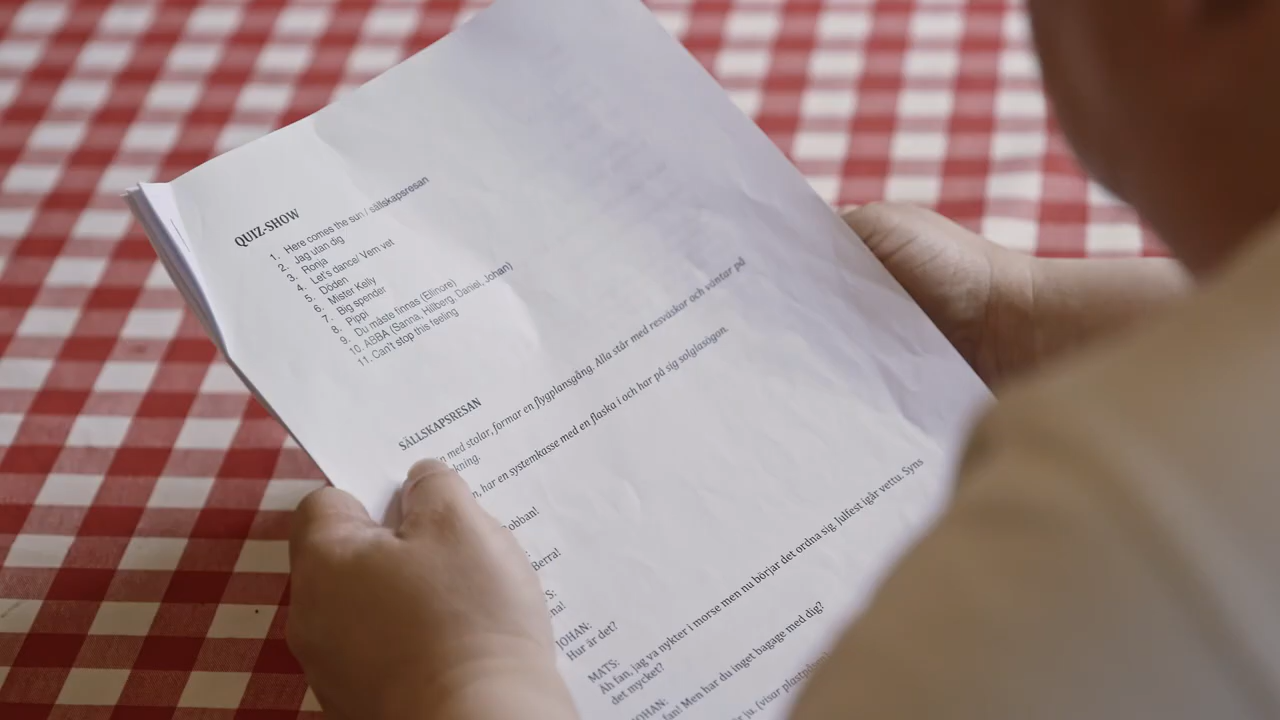 QUIZ-SHOW
1. Here comes the sun / sällskapsresan
2. Jag utan dig
3. Ronja
4. Let's dance/ Vem vet
5. Döden
6. Mister Kelly
7. Big spender
8. Pippi
9. Du måste finnas (Ellinore)
10. ABBA (Sanna, Hillberg, Daniel, Johan)
11. Can't stop this feeling
SÄLLSKAPSRESAN
med stolar, formar en flygplansgång. Alla står med resväskor och väntar på
har en systemkasse med en flaska i och har på sig solglasögon.
Berra!
JOHAN:
Hur är det?
MATS:
Ah fan, jag va nykter i morse men nu börjar det ordna sig. Julfest igår vettu. Syns
det mycket?
fan! Men har du inget bagage med dig?
ju. (visar